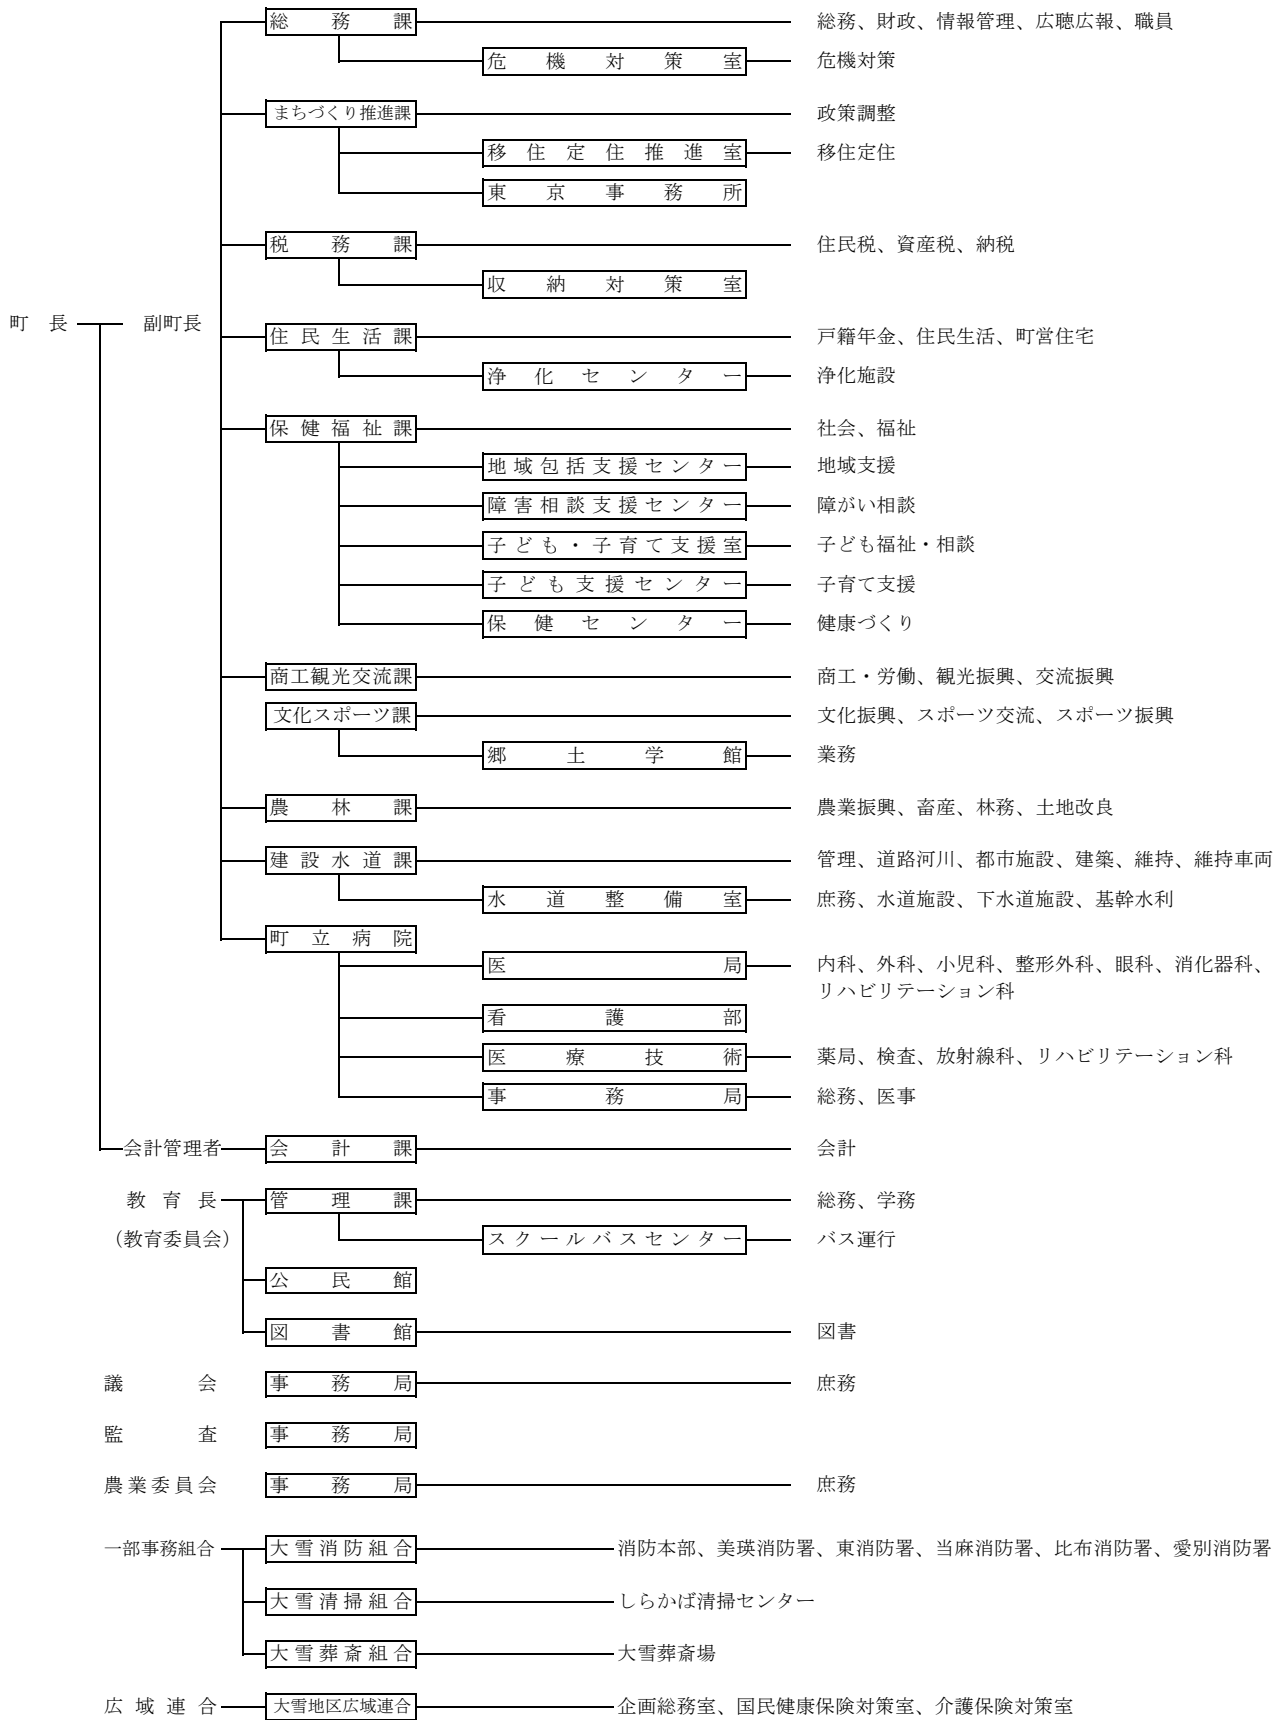 総務課 総務、財政、情報管理、広聴広報、職員
危機対策室 危機対策
まちづくり推進課 政策調整
移住定住推進室 移住定住
東京事務所
税務課 住民税、資産税、納税
収納対策室
町長 副町長
住民生活課 戸籍年金、住民生活、町営住宅
浄化センター 浄化施設
保健福祉課 社会、福祉
地域包括支援センター 地域支援
障害相談支援センター 障がい相談
子ども・子育て支援室 子ども福祉・相談
子ども支援センター 子育て支援
保健センター 健康づくり
商工観光交流課 商工・労働、観光振興、交流振興
文化スポーツ課 文化振興、スポーツ交流、スポーツ振興
郷土学館 業務
農林課 農業振興、畜産、林務、土地改良
建設水道課 管理、道路河川、都市施設、建築、維持、維持車両
水道整備室 庶務、水道施設、下水道施設、基幹水利
町立病院
医局 内科、外科、小児科、整形外科、眼科、消化器科、
リハビリテーション科
看護部
医療技術 薬局、検査、放射線科、リハビリテーション科
事務局 総務、医事
会計管理者 会計課 会計
教育長 管理課 総務、学務
（教育委員会） スクールバスセンター バス運行
公民館
図書館 図書
議会 事務局 庶務
監査 事務局
農業委員会 事務局 庶務
一部事務組合 大雪消防組合 消防本部、美瑛消防署、東消防署、当麻消防署、比布消防署、愛別消防署
大雪清掃組合 しらかば清掃センター
大雪葬斎組合 大雪葬斎場
広域連合 大雪地区広域連合 企画総務室、国民健康保険対策室、介護保険対策室